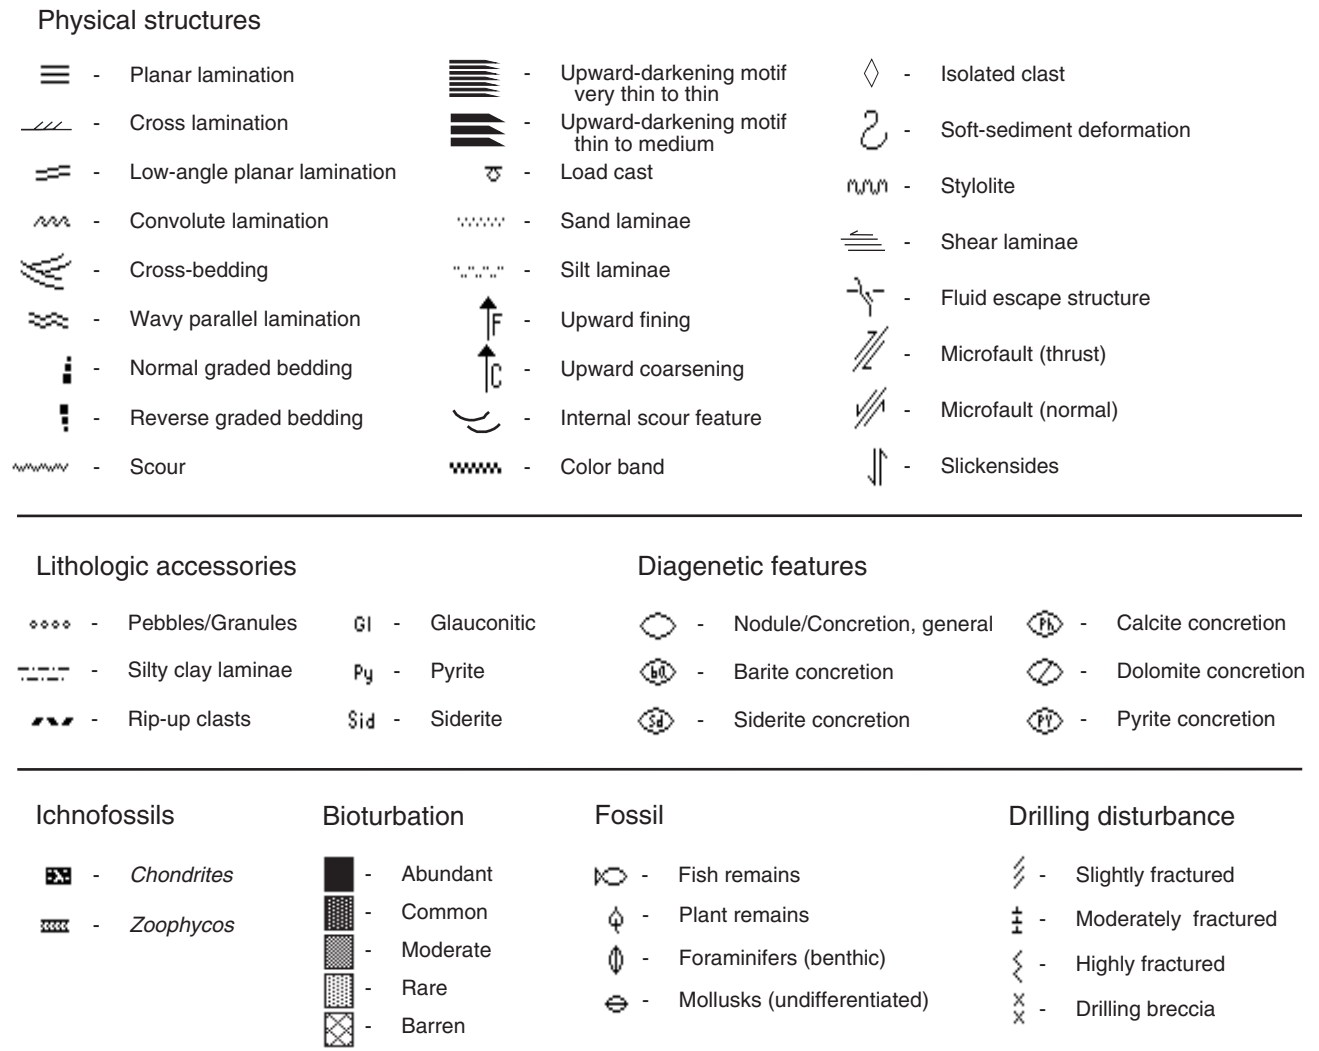 Physical structures
- Planar lamination
- Cross lamination
- Low-angle planar lamination
- Convolute lamination
- Cross-bedding
- Wavy parallel lamination
- Normal graded bedding
- Reverse graded bedding
- Scour
- Upward-darkening motif
very thin to thin
- Upward-darkening motif
thin to medium
- Load cast
- Sand laminae
- Silt laminae
F - Upward fining
C - Upward coarsening
- Internal scour feature
- Color band
- Isolated clast
- Soft-sediment deformation
- Stylolite
- Shear laminae
- Fluid escape structure
- Microfault (thrust)
- Microfault (normal)
- Slickensides
Lithologic accessories
- Pebbles/Granules
- Silty clay laminae
- Rip-up clasts
Gl - Glauconitic
Py - Pyrite
Sid - Siderite
Diagenetic features
- Nodule/Concretion, general
ba - Barite concretion
Sd - Siderite concretion
Ph - Calcite concretion
- Dolomite concretion
PY - Pyrite concretion
Ichnofossils
- Chondrites
- Zoophycos
Bioturbation
- Abundant
- Common
- Moderate
- Rare
- Barren
Fossil
- Fish remains
- Plant remains
- Foraminifers (benthic)
- Mollusks (undifferentiated)
Drilling disturbance
- Slightly fractured
- Moderately fractured
- Highly fractured
- Drilling breccia